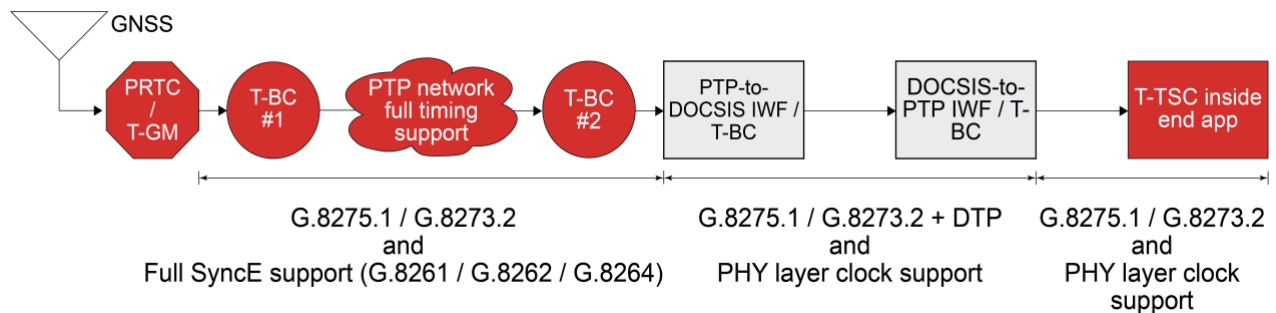 GNSS
PRTC
/
T-GM
T-BC
#1
PTP network
full timing
support
T-BC
#2
PTP-to-
DOCSIS IWF /
T-BC
DOCSIS-to-
PTP IWF / T-
BC
T-TSC inside
end app
G.8275.1 / G.8273.2
and
Full SyncE support (G.8261 / G.8262 / G.8264)
G.8275.1 / G.8273.2 + DTP
and
PHY layer clock support
G.8275.1 / G.8273.2
and
PHY layer clock
support